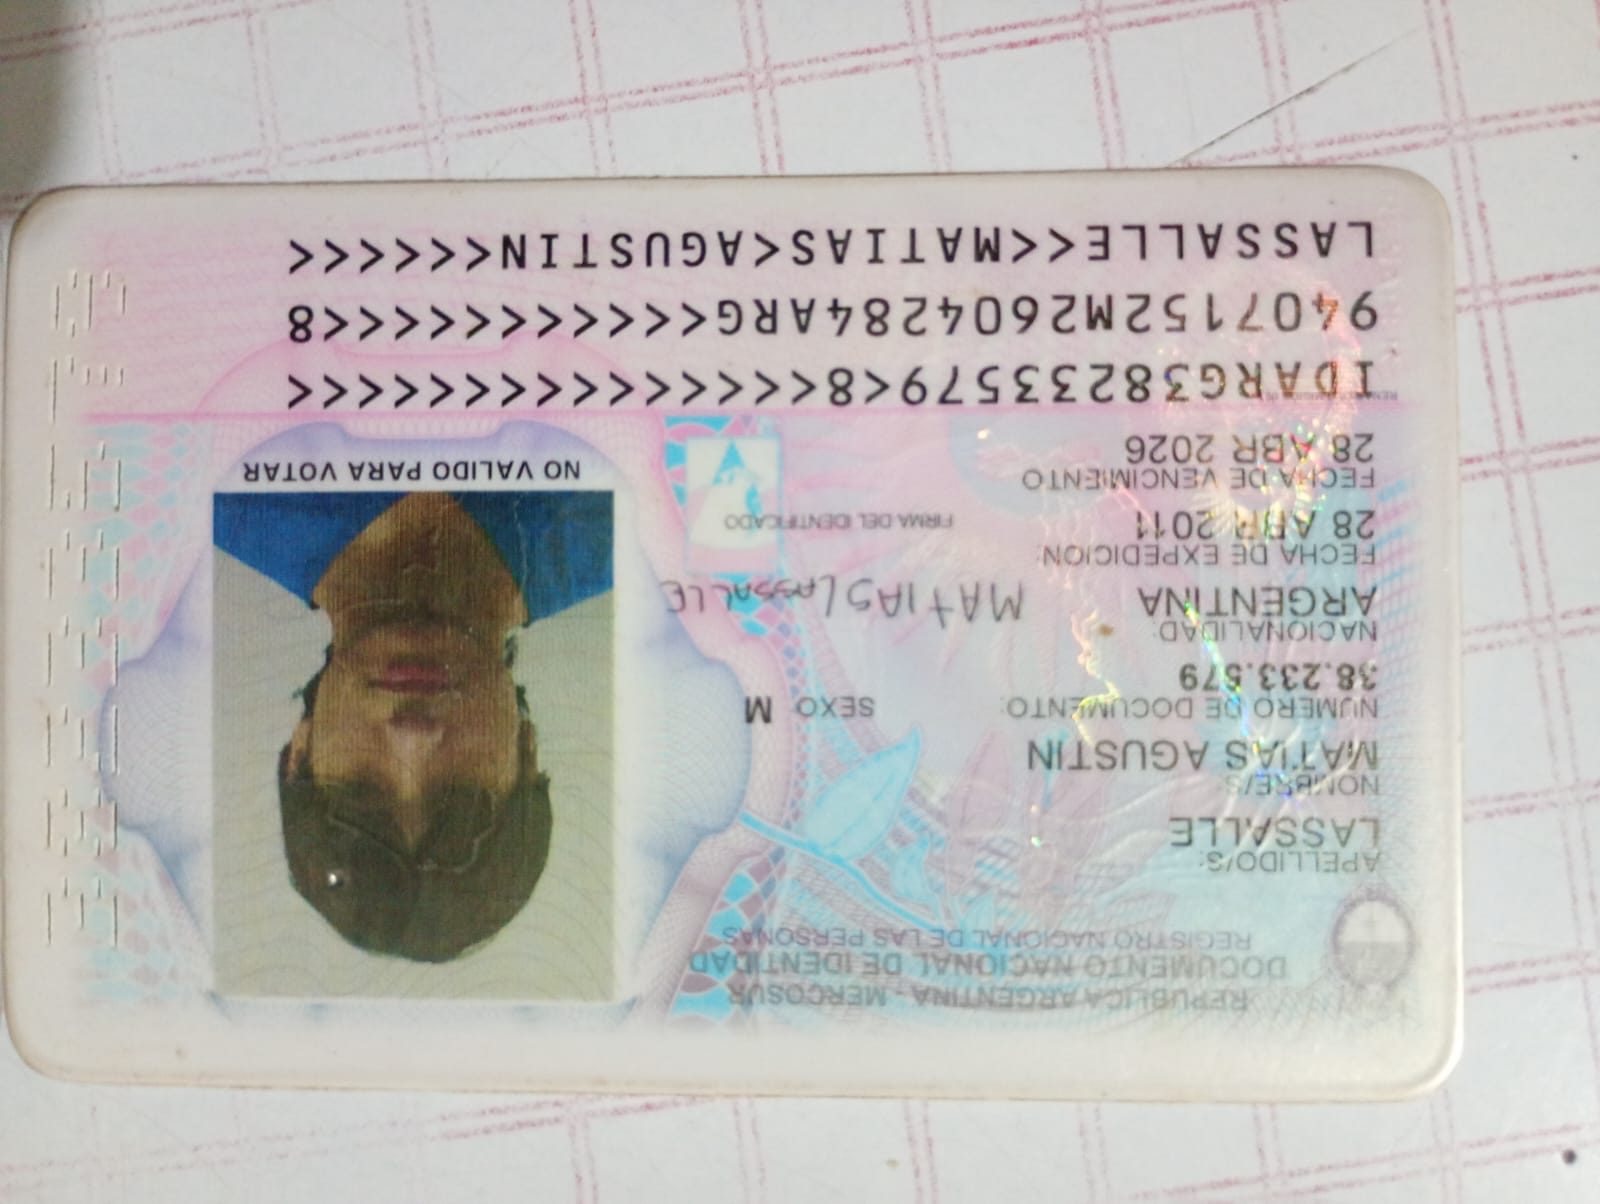 REPUBLICA ARGENTINA - MERCOSUR
DOCUMENTO NACIONAL DE IDENTIDAD
REGISTRO NACIONAL DE LAS PERSONAS
APELLIDO/S:
LASSALLE
NOMBRE/S:
MATIAS AGUSTIN
NUMERO DE DOCUMENTO: SEXO M
38.233.579
NACIONALIDAD:
ARGENTINA
MAtIAS LASSALLE
FECHA DE EXPEDICION:
28 ABR 2011
FIRMA DEL IDENTIFICADO
FECHA DE VENCIMIENTO
28 ABR 2026
NO VALIDO PARA VOTAR
IDARG38233579<8<<<<<<<<<<<<<<<
9407152M2604284ARG<<<<<<<<<<<8
LASSALLE<<MATIAS<AGUSTIN<<<<<<